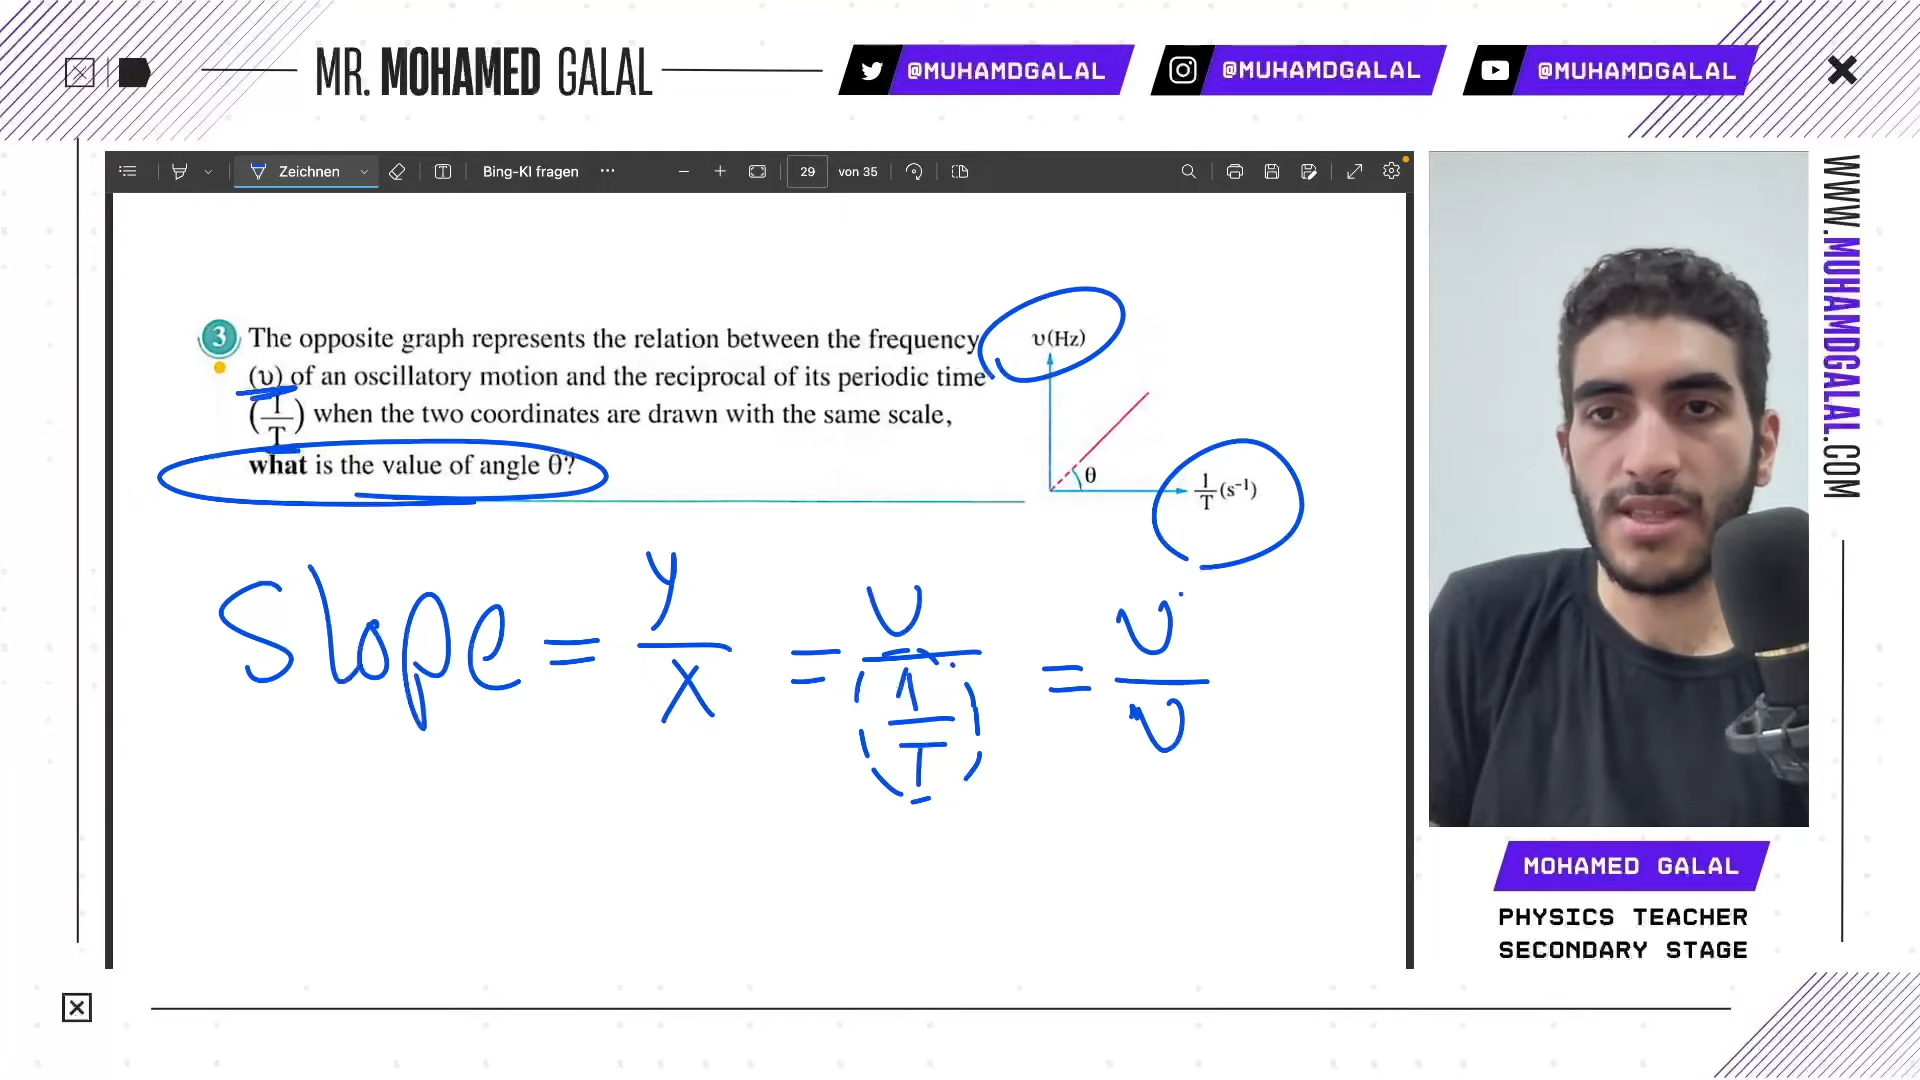 MR. MOHAMED GALAL
@MUHAMDGALAL
@MUHAMDGALAL
@MUHAMDGALAL
WWW.MUHAMDGALAL.COM
Zeichnen
Bing-KI fragen
29
von 35
3 The opposite graph represents the relation between the frequency
(υ) of an oscillatory motion and the reciprocal of its periodic time
(1/T) when the two coordinates are drawn with the same scale,
what is the value of angle θ?
υ(Hz)
θ
1/T (s⁻¹)
Slope = y/x = υ/(1/T) = υ/υ
MOHAMED GALAL
PHYSICS TEACHER
SECONDARY STAGE